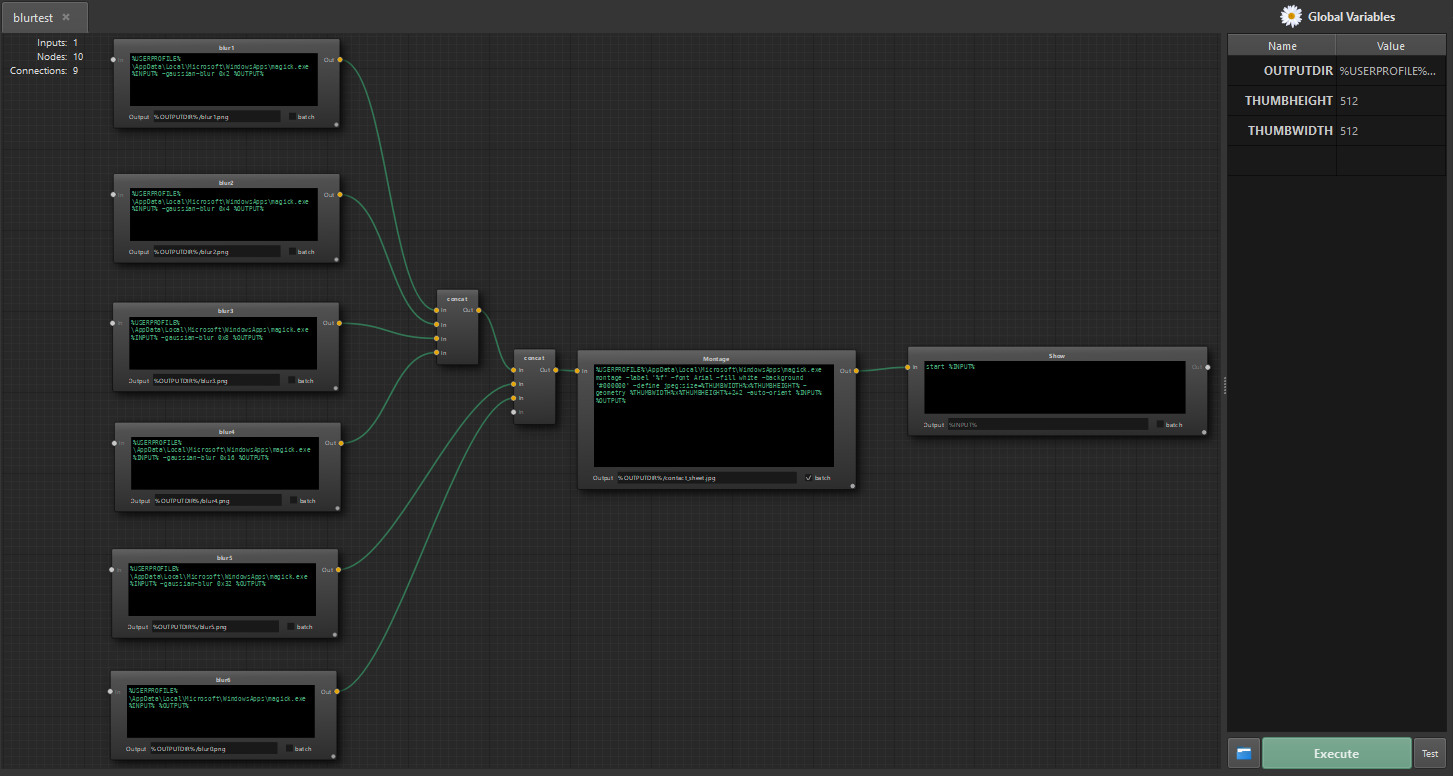 blurtest
Inputs: 1
Nodes: 10
Connections: 9
blur1
In
Out
%USERPROFILE%
\AppData\Local\Microsoft\WindowsApps\magick.exe
%INPUT% -gaussian-blur 0x2 %OUTPUT%
Output %OUTPUTDIR%/blur1.png batch
blur2
In
Out
%USERPROFILE%
\AppData\Local\Microsoft\WindowsApps\magick.exe
%INPUT% -gaussian-blur 0x4 %OUTPUT%
Output %OUTPUTDIR%/blur2.png batch
blur3
In
Out
%USERPROFILE%
\AppData\Local\Microsoft\WindowsApps\magick.exe
%INPUT% -gaussian-blur 0x8 %OUTPUT%
Output %OUTPUTDIR%/blur3.png batch
blur4
In
Out
%USERPROFILE%
\AppData\Local\Microsoft\WindowsApps\magick.exe
%INPUT% -gaussian-blur 0x16 %OUTPUT%
Output %OUTPUTDIR%/blur4.png batch
blur5
In
Out
%USERPROFILE%
\AppData\Local\Microsoft\WindowsApps\magick.exe
%INPUT% -gaussian-blur 0x32 %OUTPUT%
Output %OUTPUTDIR%/blur5.png batch
blur6
In
Out
%USERPROFILE%
\AppData\Local\Microsoft\WindowsApps\magick.exe
%INPUT% %OUTPUT%
Output %OUTPUTDIR%/blur0.png batch
concat
In Out
In
In
In
concat
In Out
In
In
In
Montage
In
Out
%USERPROFILE%\AppData\Local\Microsoft\WindowsApps\magick.exe
montage -label '%f' -font Arial -fill white -background
'#000000' -define jpeg:size=%THUMBWIDTH%x%THUMBHEIGHT% -
geometry %THUMBWIDTH%x%THUMBHEIGHT%+2+2 -auto-orient %INPUT%
%OUTPUT%
Output %OUTPUTDIR%/contact_sheet.jpg batch
Show
In
Out
start %INPUT%
Output %INPUT% batch
Global Variables
Name Value
OUTPUTDIR %USERPROFILE%...
THUMBHEIGHT 512
THUMBWIDTH 512
Execute
Test